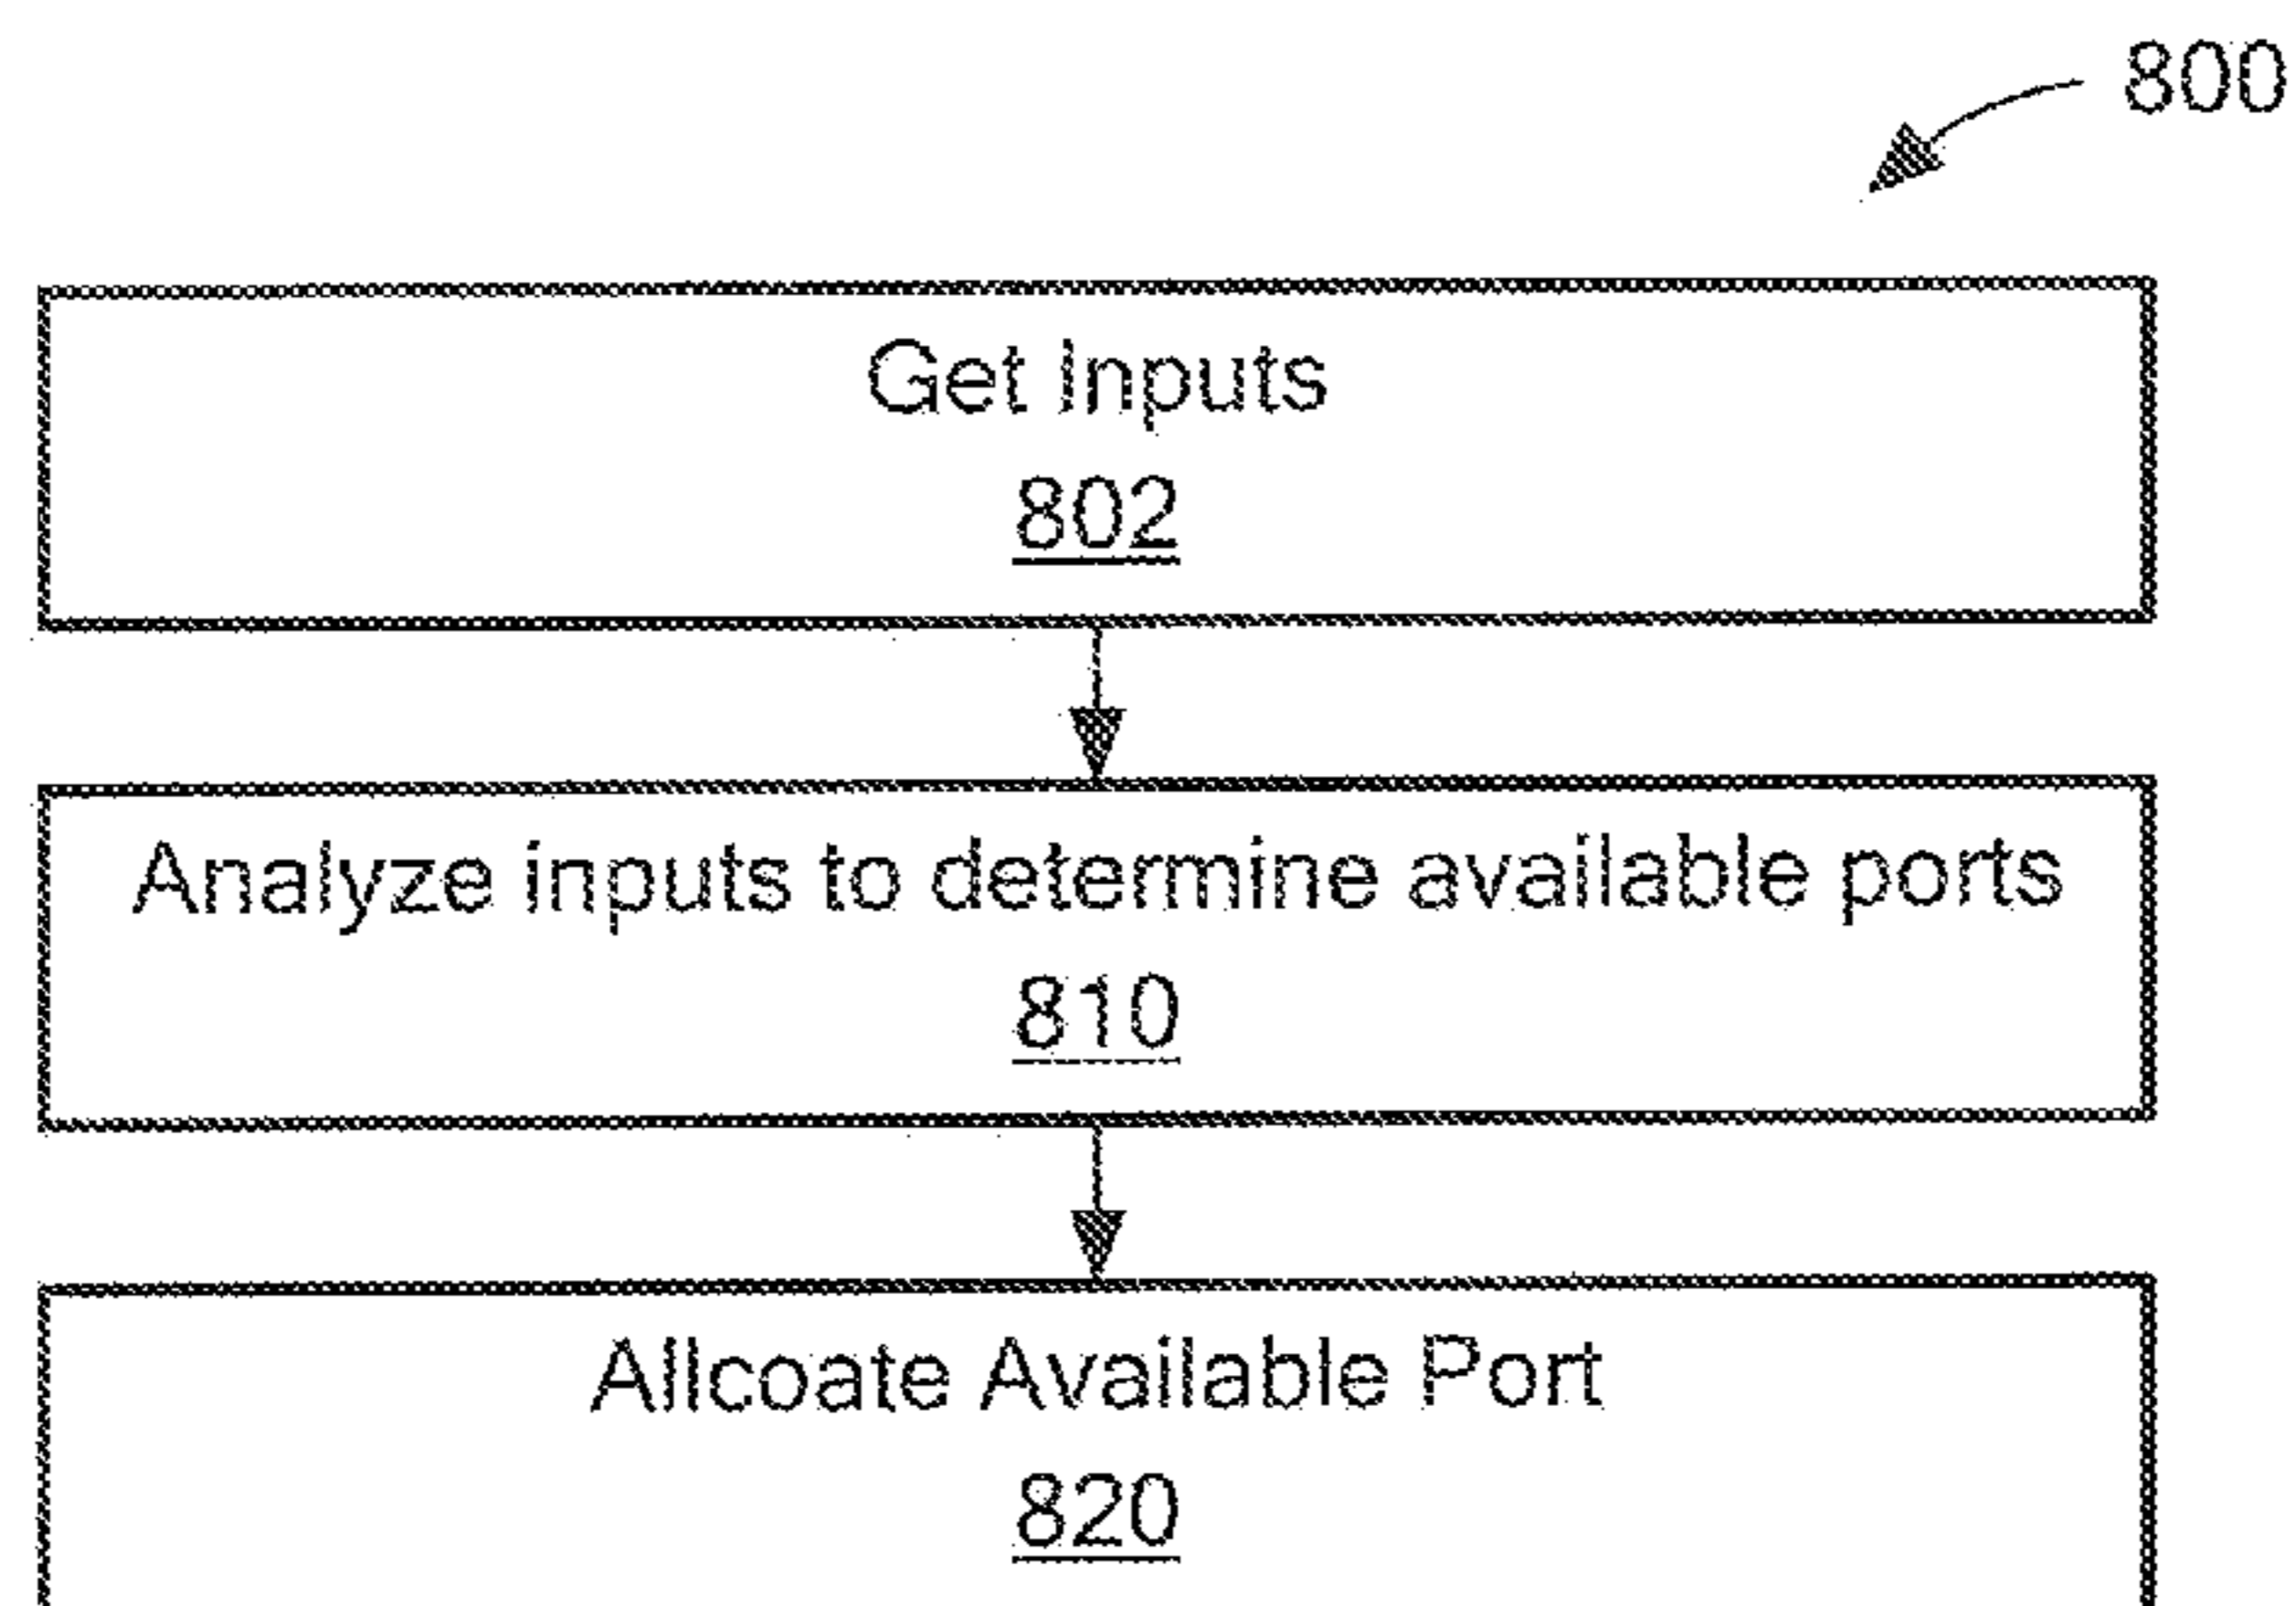 800
Get Inputs
802
Analyze inputs to determine available ports
810
Allcoate Available Port
820